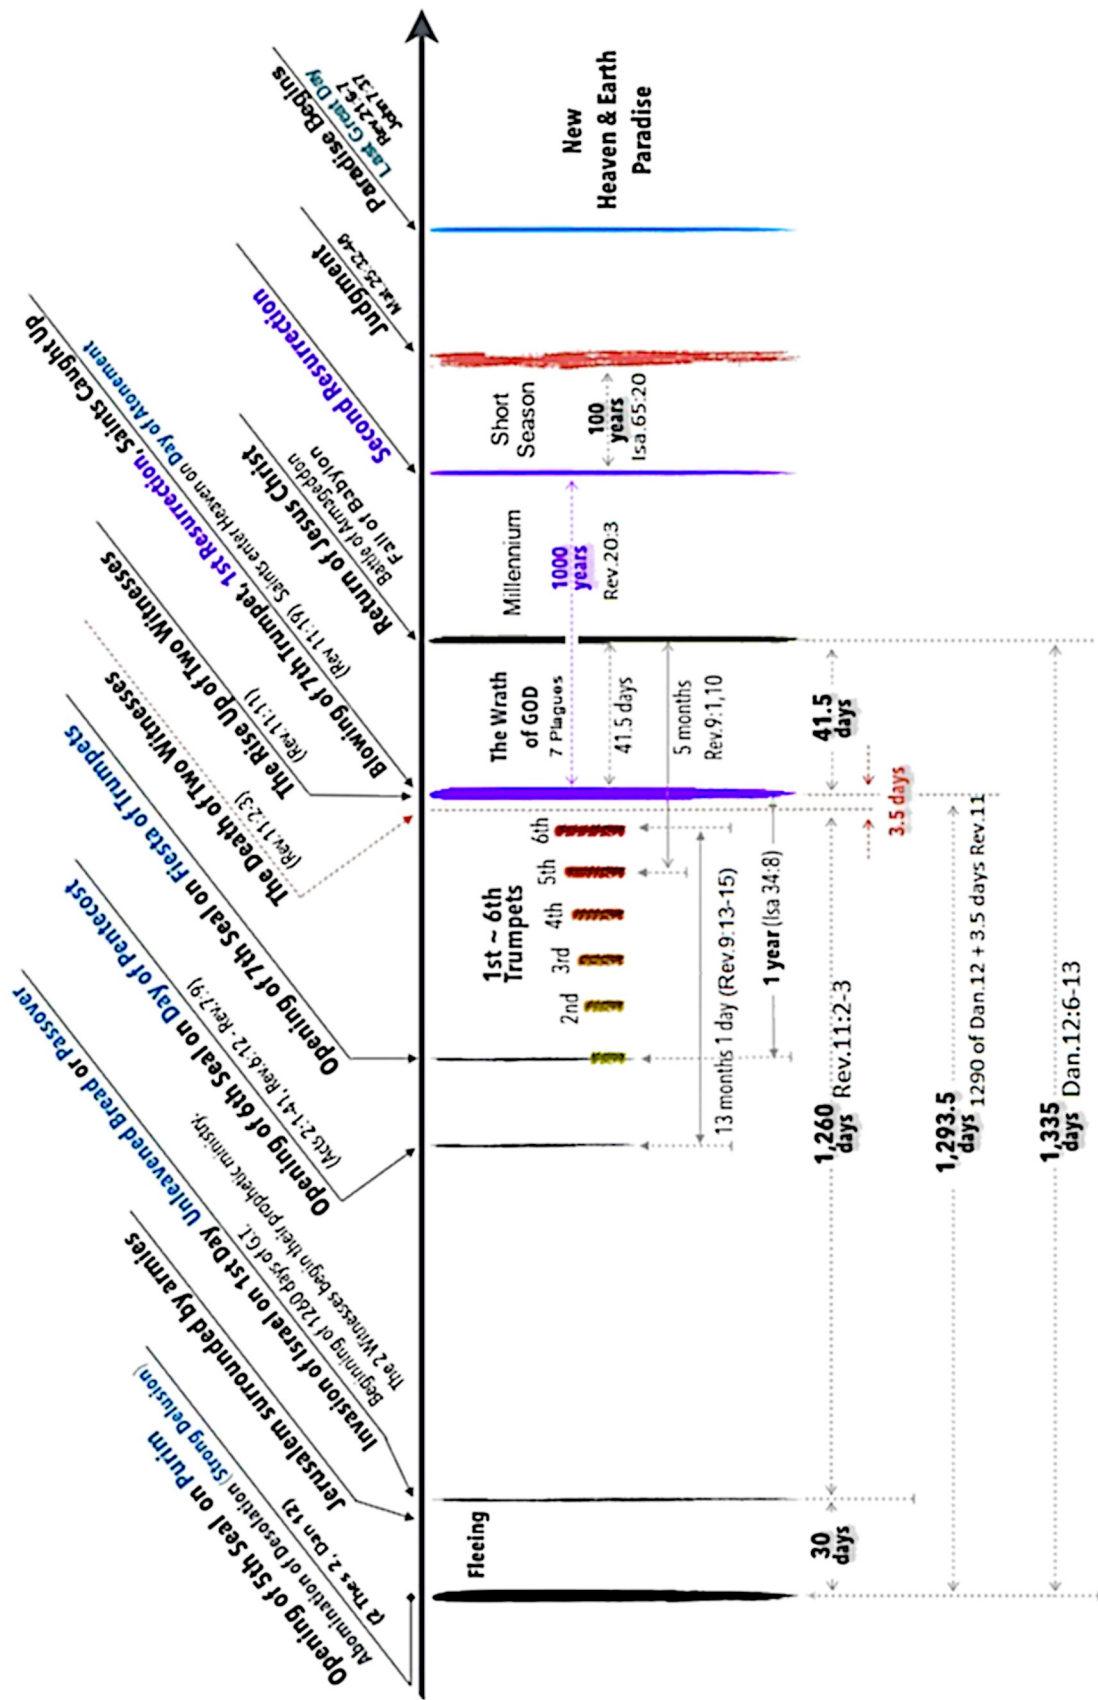 Opening of 5th Seal on Purim
Abomination of Desolation (Strong Delusion)
(2 Thes 2, Dan 12)
Jerusalem surrounded by armies
Invasion of Israel on 1st Day Unleavened Bread or Passover
Beginning of 1260 days of G.T.
The 2 Witnesses begin their prophetic ministry.
Opening of 6th Seal on Day of Pentecost
(Acts 2:1-41, Rev.6:12 - Rev.7:9)
Opening of 7th Seal on Fiesta of Trumpets
The Death of Two Witnesses
(Rev.11:2-3)
The Rise Up of Two Witnesses
(Rev.11:11)
Blowing of 7th Trumpet, 1st Resurrection, Saints Caught Up
(Rev 11:19) Saints enter Heaven on Day of Atonement
Return of Jesus Christ
Battle of Armageddon
Fall of Babylon
Second Resurrection
Judgment
Mat.25:32-46
Paradise Begins
Last Great Day
Rev.21:6-7
John 7:37
Fleeing
1st ~ 6th
Trumpets
2nd
3rd
4th
5th
6th
The Wrath
of GOD
7 Plagues
41.5 days
5 months
Rev.9:1,10
Millennium
1000
years
Rev.20:3
Short
Season
100
years
Isa.65:20
New
Heaven & Earth
Paradise
13 months 1 day (Rev.9:13-15)
1 year (Isa 34:8)
30
days
1,260
days
Rev.11:2-3
3.5 days
41.5
days
1,293.5
days
1290 of Dan.12 + 3.5 days Rev.11
1,335
days
Dan.12:6-13